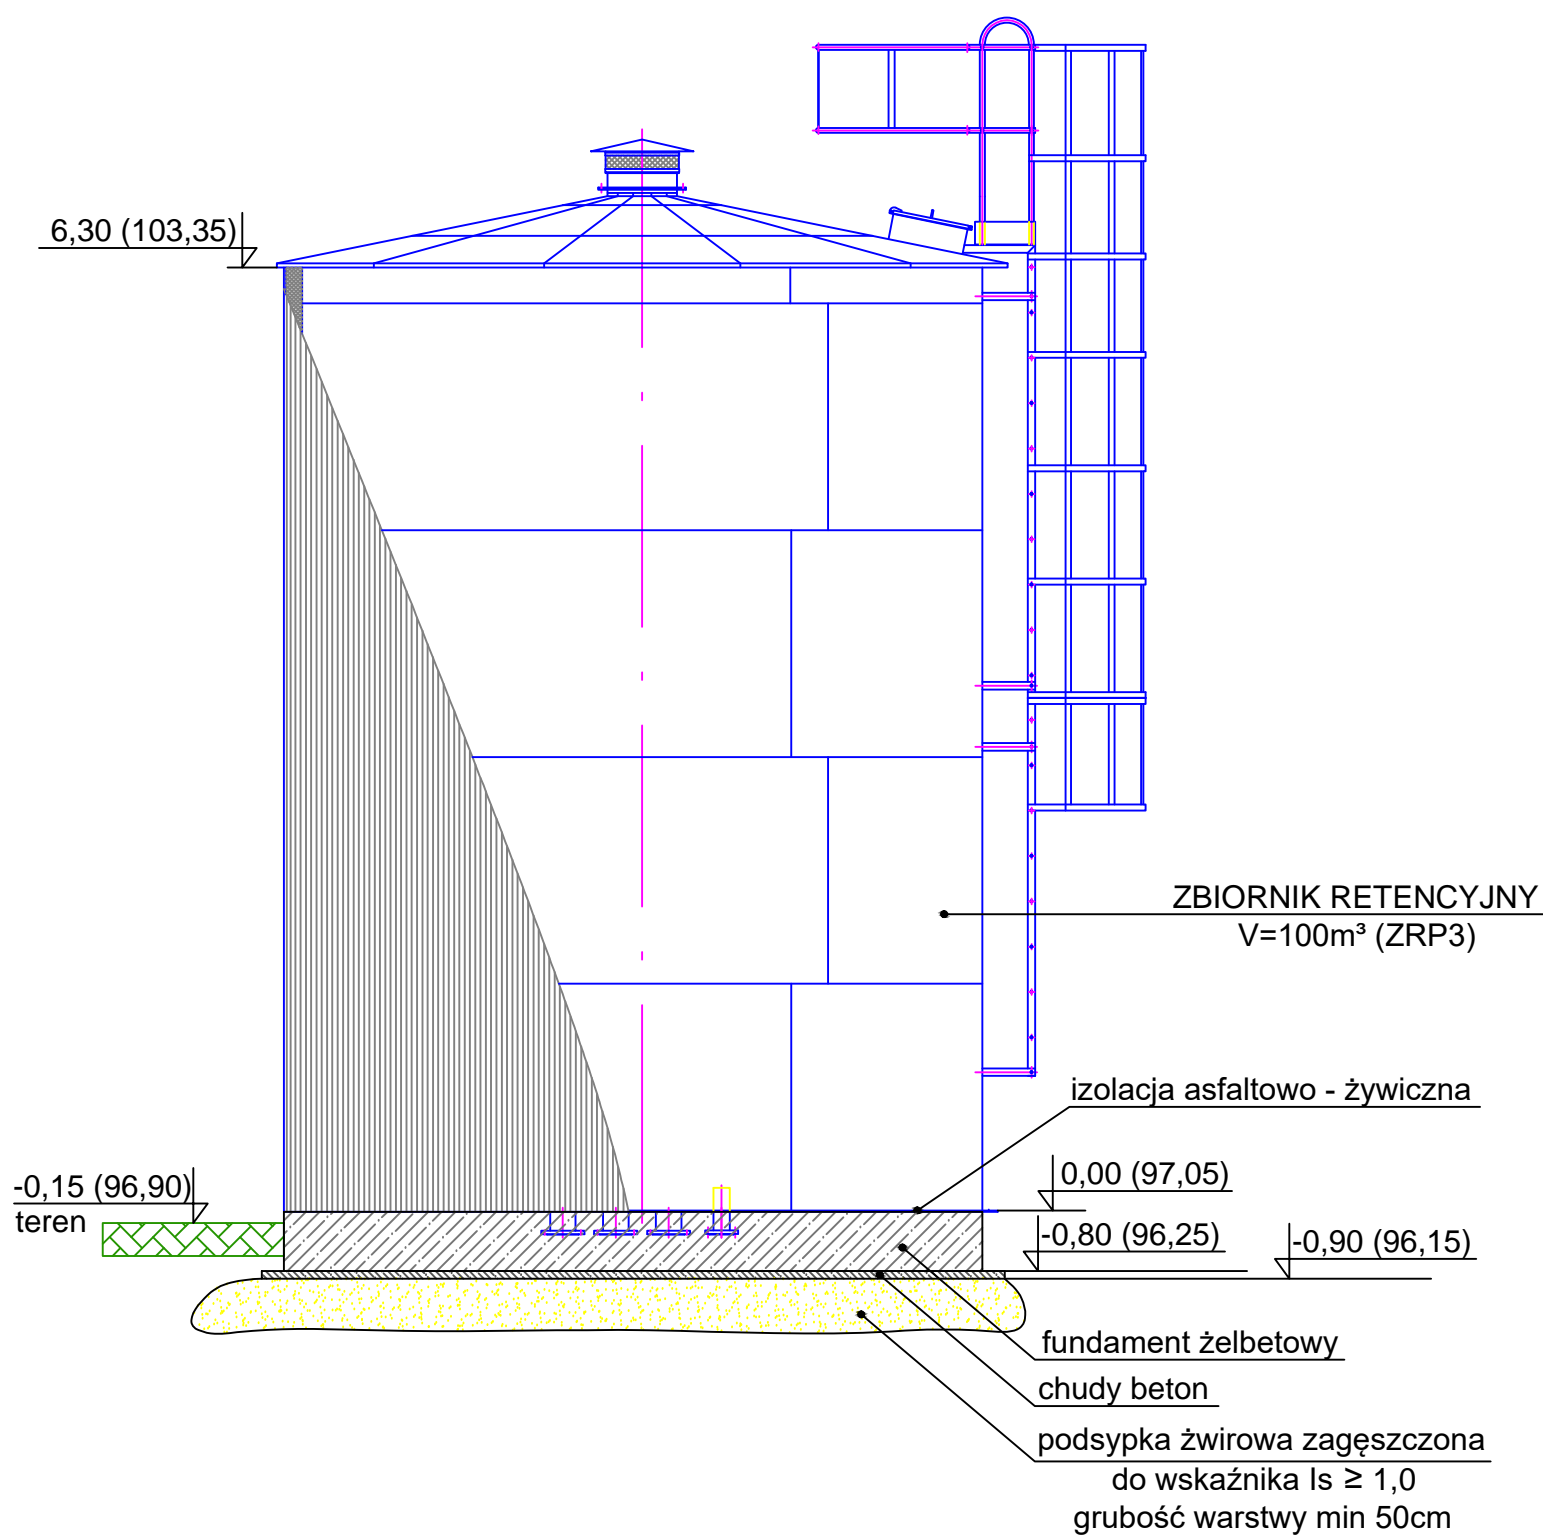 6,30 (103,35)
ZBIORNIK RETENCYJNY
V=100m³ (ZRP3)
izolacja asfaltowo - żywiczna
-0,15 (96,90)
teren
0,00 (97,05)
-0,80 (96,25)
-0,90 (96,15)
fundament żelbetowy
chudy beton
podsypka żwirowa zagęszczona
do wskaźnika Is ≥ 1,0
grubość warstwy min 50cm